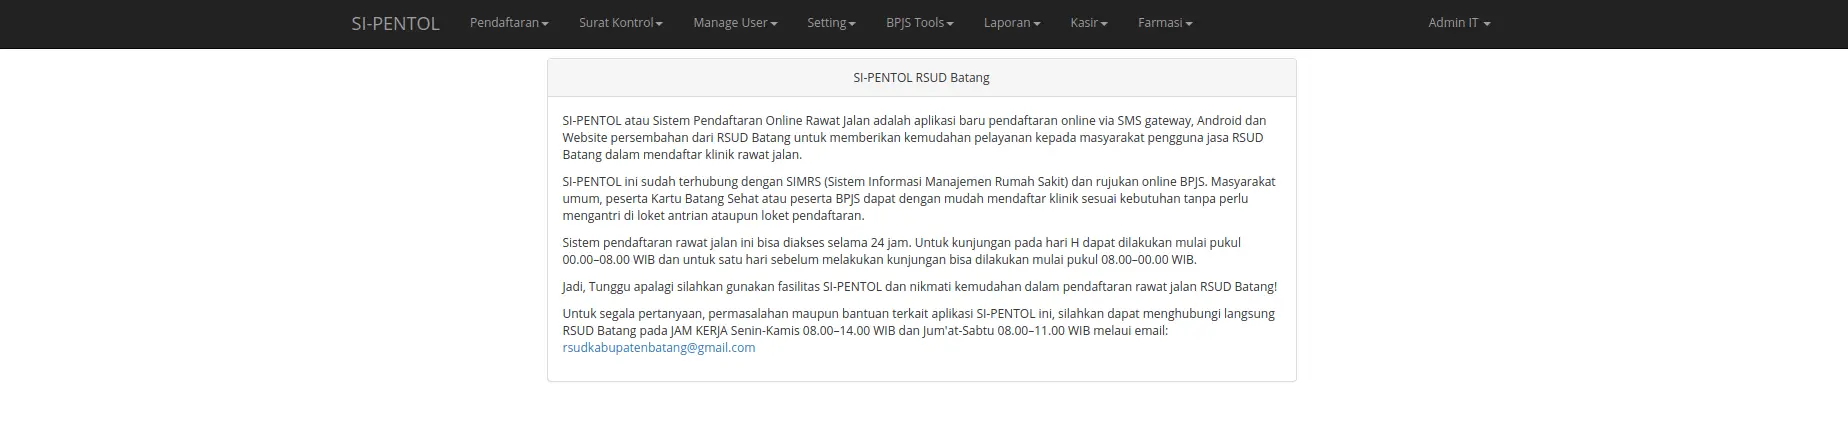 SI-PENTOL Pendaftaran Surat Kontrol Manage User Setting BPJS Tools Laporan Kasir Farmasi Admin IT
SI-PENTOL RSUD Batang
SI-PENTOL atau Sistem Pendaftaran Online Rawat Jalan adalah aplikasi baru pendaftaran online via SMS gateway, Android dan
Website persembahan dari RSUD Batang untuk memberikan kemudahan pelayanan kepada masyarakat pengguna jasa RSUD
Batang dalam mendaftar klinik rawat jalan.
SI-PENTOL ini sudah terhubung dengan SIMRS (Sistem Informasi Manajemen Rumah Sakit) dan rujukan online BPJS. Masyarakat
umum, peserta Kartu Batang Sehat atau peserta BPJS dapat dengan mudah mendaftar klinik sesuai kebutuhan tanpa perlu
mengantri di loket antrian ataupun loket pendaftaran.
Sistem pendaftaran rawat jalan ini bisa diakses selama 24 jam. Untuk kunjungan pada hari H dapat dilakukan mulai pukul
00.00–08.00 WIB dan untuk satu hari sebelum melakukan kunjungan bisa dilakukan mulai pukul 08.00–00.00 WIB.
Jadi, Tunggu apalagi silahkan gunakan fasilitas SI-PENTOL dan nikmati kemudahan dalam pendaftaran rawat jalan RSUD Batang!
Untuk segala pertanyaan, permasalahan maupun bantuan terkait aplikasi SI-PENTOL ini, silahkan dapat menghubungi langsung
RSUD Batang pada JAM KERJA Senin-Kamis 08.00–14.00 WIB dan Jum'at-Sabtu 08.00–11.00 WIB melaui email:
rsudkabupatenbatang@gmail.com